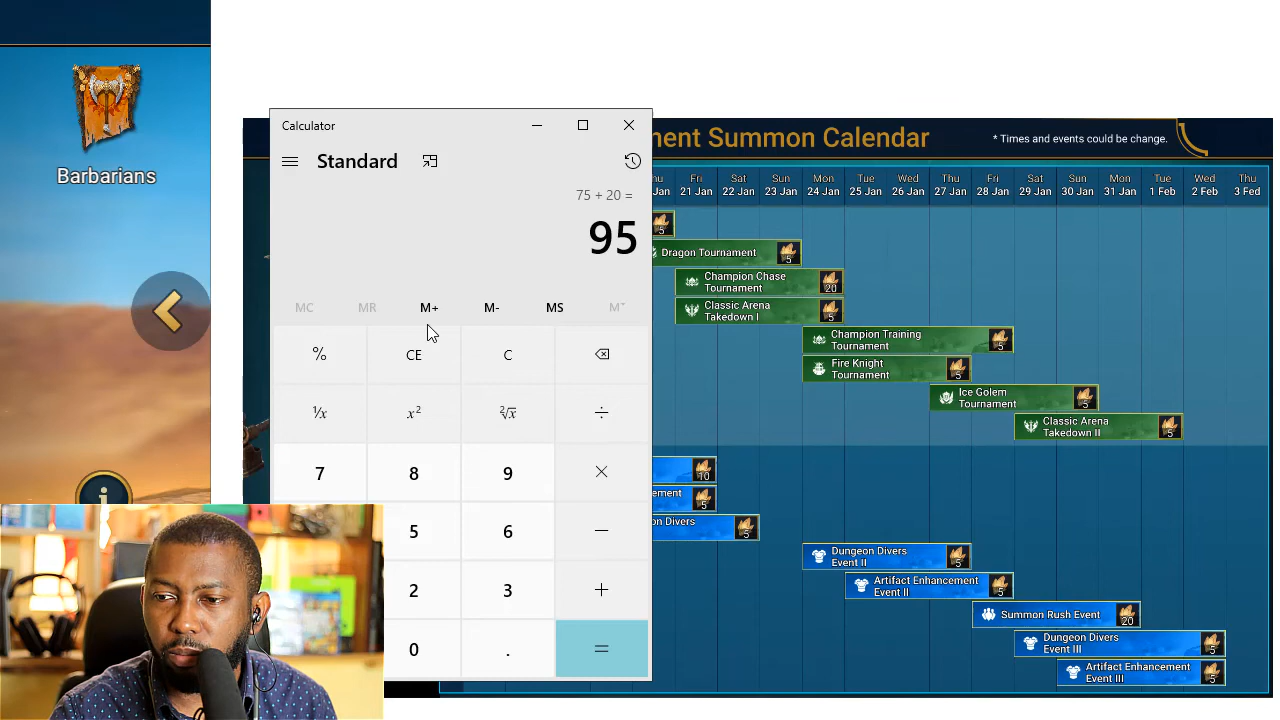 Barbarians
Calculator
Standard
75 + 20 =
95
MC MR M+ M- MS M˅
% CE C
¹/x x² ²√x ÷
7 8 9 ×
5 6 −
2 3 +
0 . =
ment Summon Calendar
* Times and events could be change.
Fri Sat Sun Mon Tue Wed Thu Fri Sat Sun Mon Tue Wed Thu
21 Jan 22 Jan 23 Jan 24 Jan 25 Jan 26 Jan 27 Jan 28 Jan 29 Jan 30 Jan 31 Jan 1 Feb 2 Feb 3 Fed
5
Dragon Tournament 5
Champion Chase
Tournament 20
Classic Arena
Takedown I 5
Champion Training
Tournament 5
Fire Knight
Tournament 5
Ice Golem
Tournament 5
Classic Arena
Takedown II 5
10
ement 5
on Divers 5
Dungeon Divers
Event II 5
Artifact Enhancement
Event II 5
Summon Rush Event 20
Dungeon Divers
Event III 5
Artifact Enhancement
Event III 5